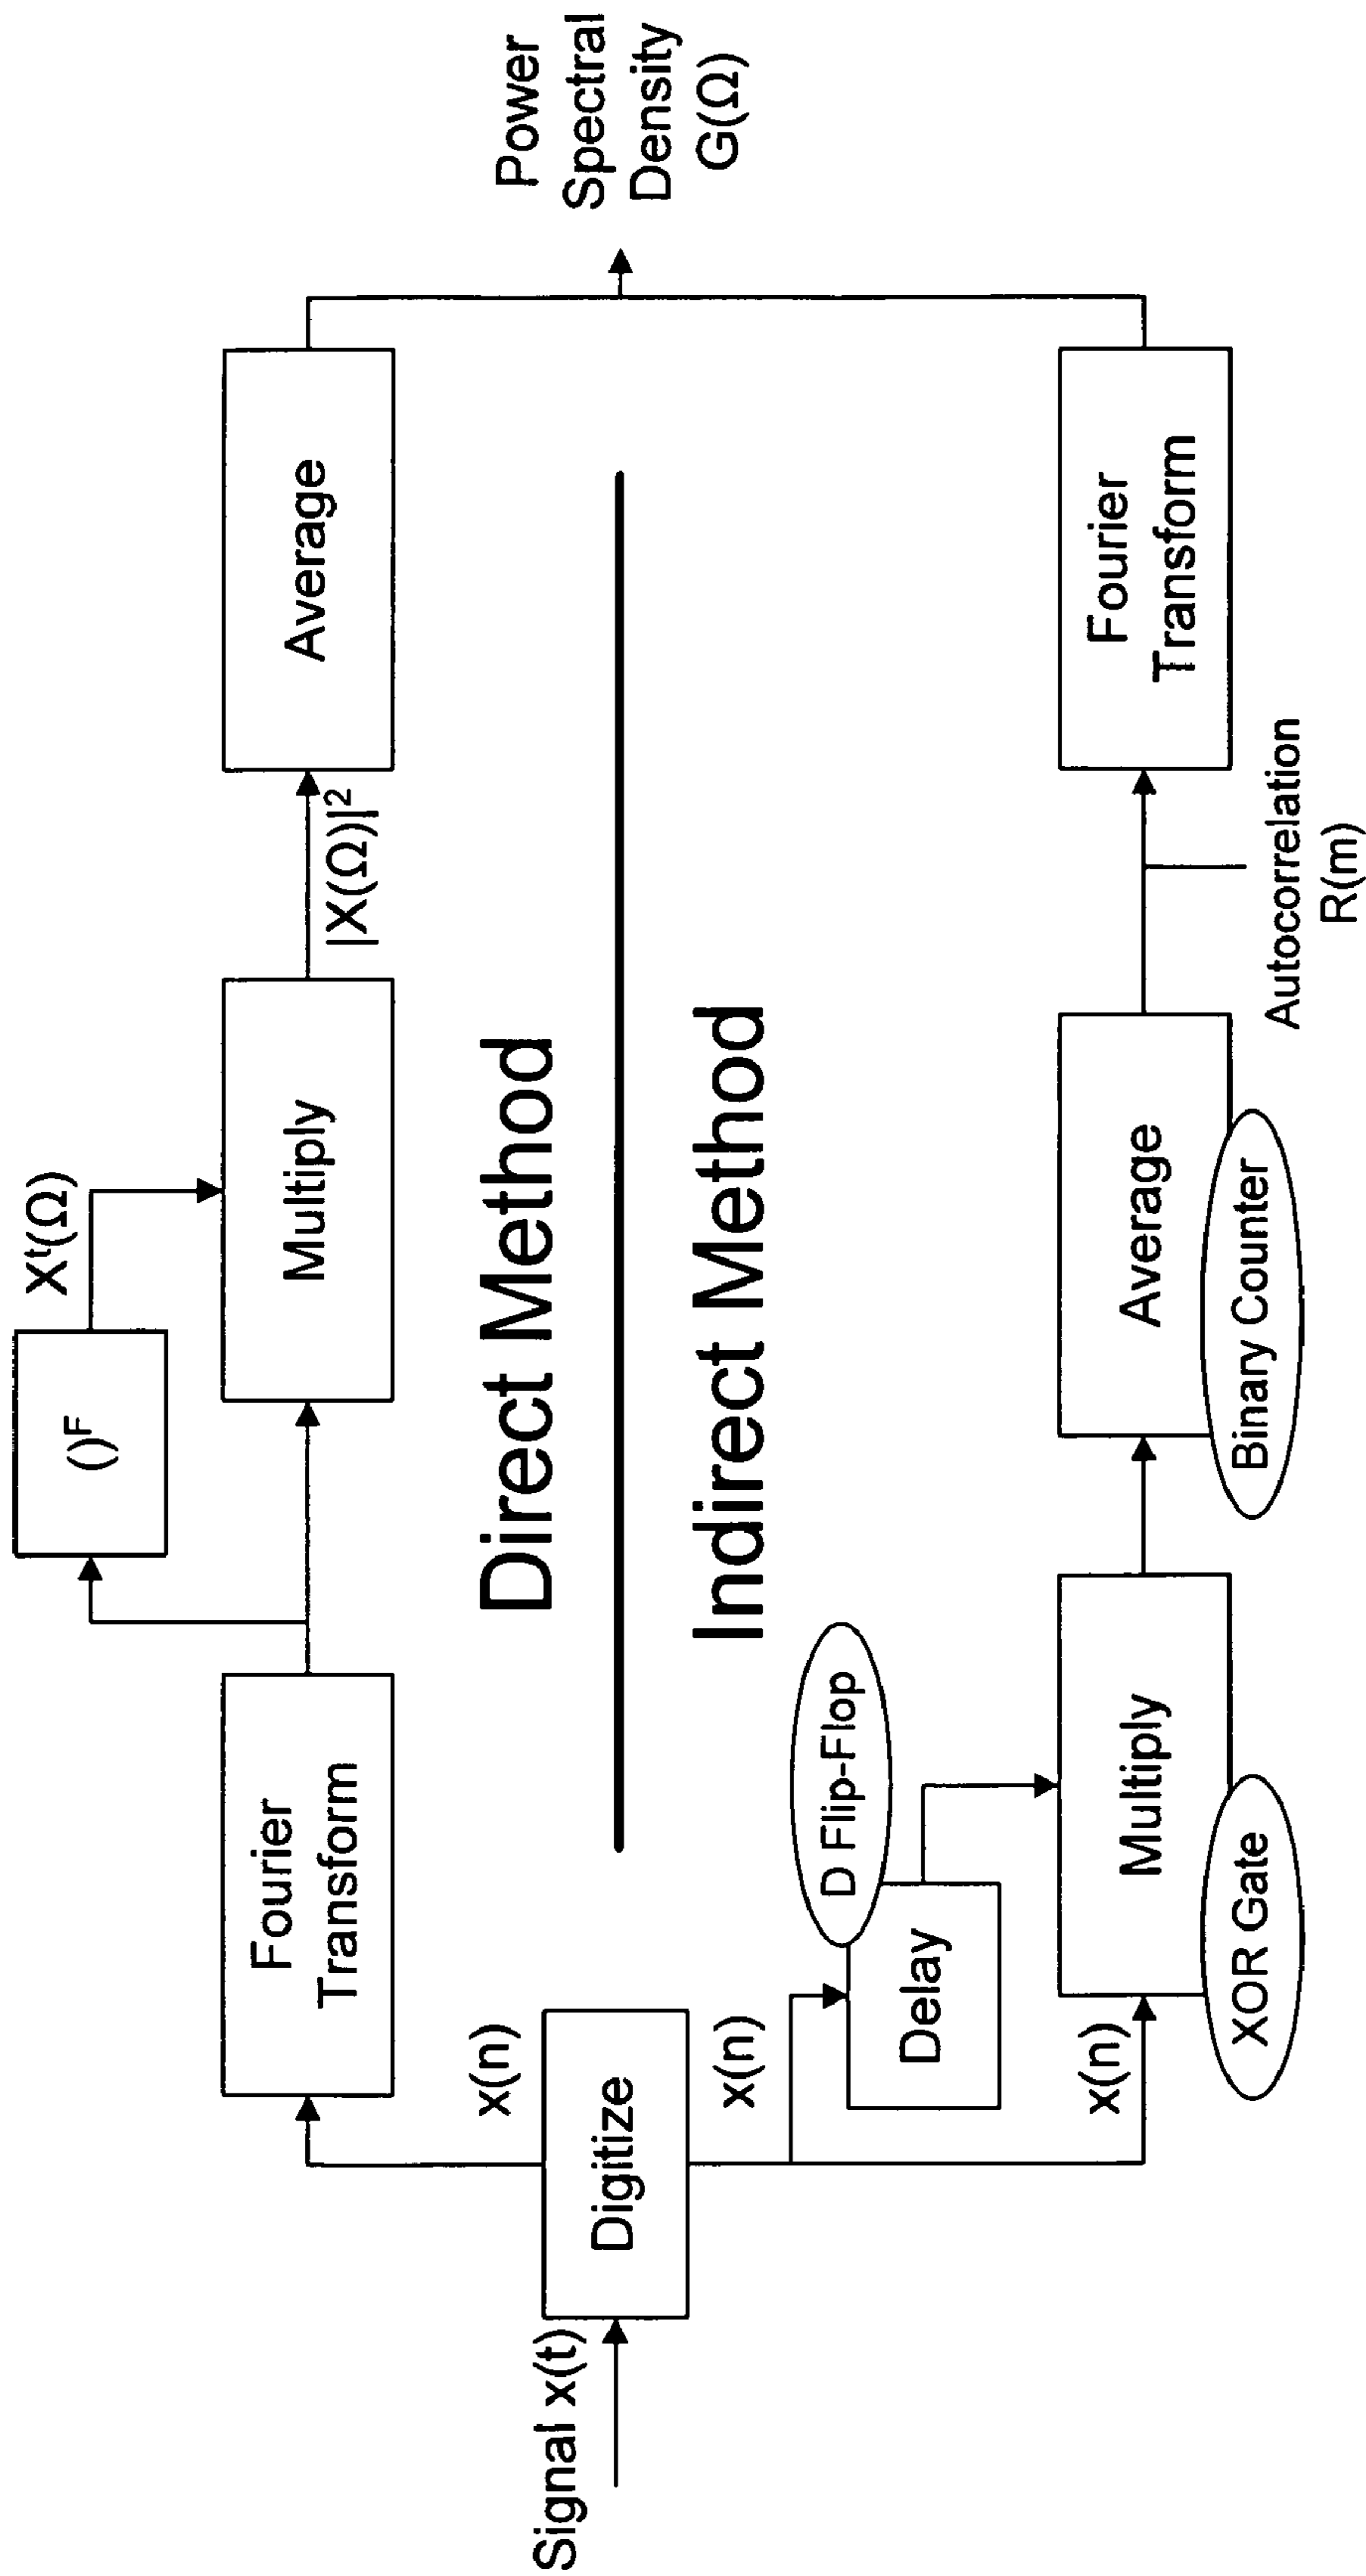 Signal x(t)
Digitize
x(n)
Fourier
Transform
()F
Xt(Ω)
Multiply
|X(Ω)|2
Average
Direct Method
Power
Spectral
Density
G(Ω)
Indirect Method
x(n)
Delay
D Flip-Flop
x(n)
Multiply
XOR Gate
Average
Binary Counter
Autocorrelation
R(m)
Fourier
Transform